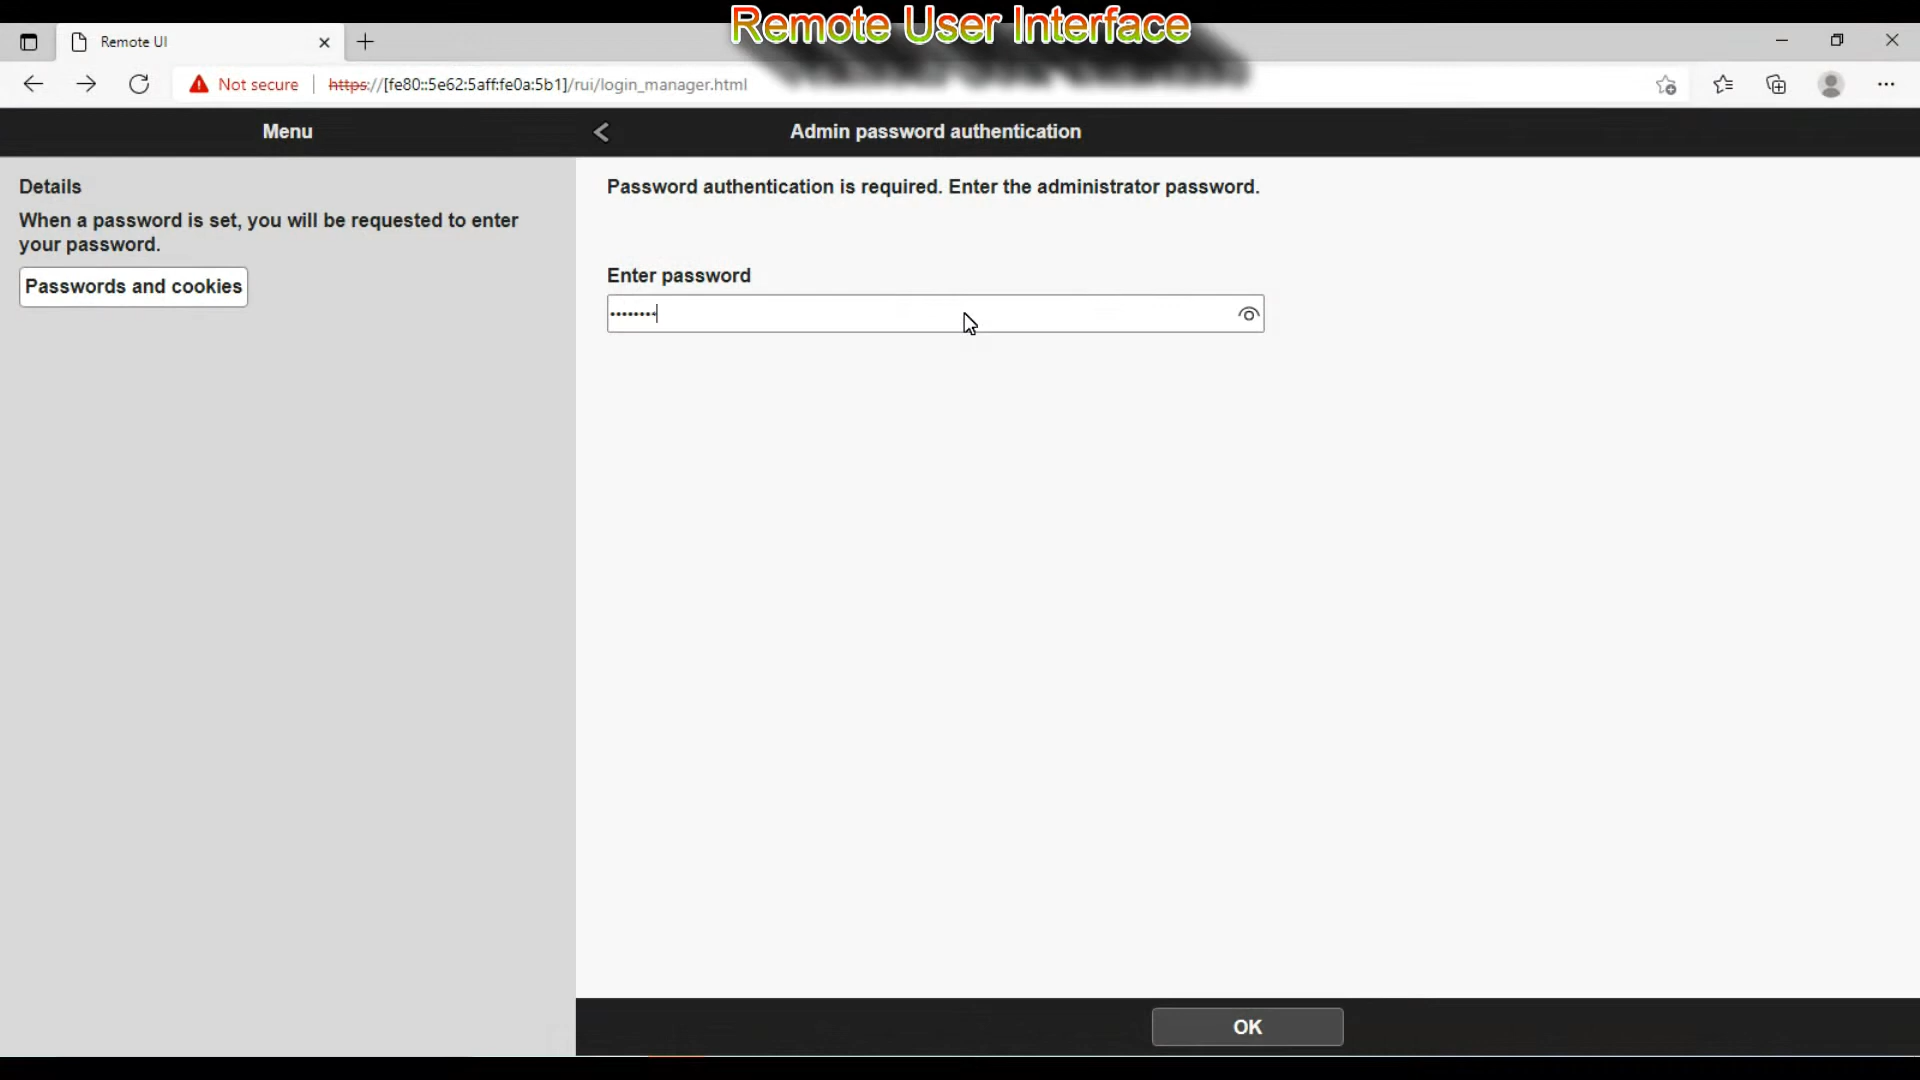 Remote User Interface
Remote UI
Not secure
https://[fe80::5e62:5aff:fe0a:5b1]/rui/login_manager.html
Menu
Admin password authentication
Details
When a password is set, you will be requested to enter
your password.
Passwords and cookies
Password authentication is required. Enter the administrator password.
Enter password
••••••••
OK